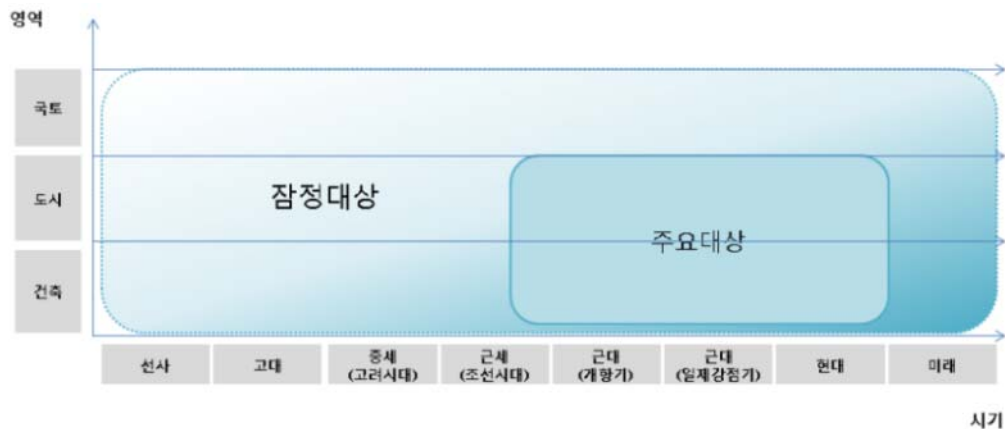 영역
국토
도시
건축
잠정대상
주요대상
선사
고대
중세
(고려시대)
근세
(조선시대)
근대
(개항기)
근대
(일제강점기)
현대
미래
시기